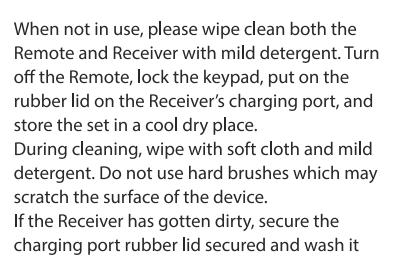 When not in use, please wipe clean both the
Remote and Receiver with mild detergent. Turn
off the Remote, lock the keypad, put on the
rubber lid on the Receiver's charging port, and
store the set in a cool dry place.
During cleaning, wipe with soft cloth and mild
detergent. Do not use hard brushes which may
scratch the surface of the device.
If the Receiver has gotten dirty, secure the
charging port rubber lid secured and wash it